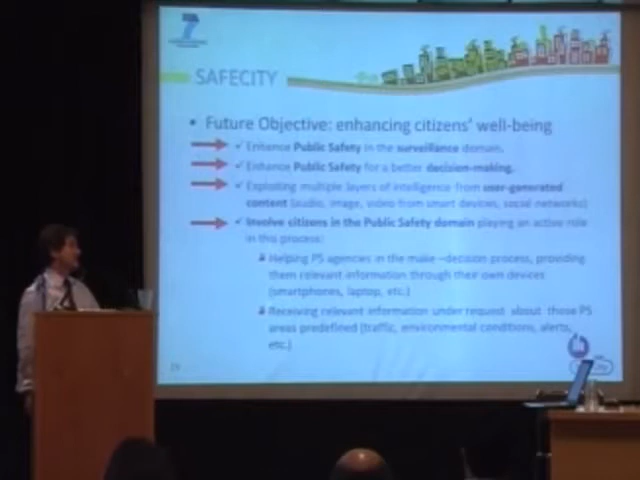 SAFECITY
• Future Objective: enhancing citizens' well-being
✓ Enhance Public Safety in the surveillance domain.
✓ Enhance Public Safety for a better decision-making.
✓ Exploiting multiple layers of intelligence from user-generated
content (audio, image, video from smart devices, social networks)
✓ Involve citizens in the Public Safety domain playing an active role
in this process:
Helping PS agencies in the make –decision process, providing
them relevant information through their own devices
(smartphones, laptop, etc.)
Receiving relevant information under request about those PS
areas predefined (traffic, environmental conditions, alerts,
etc.)